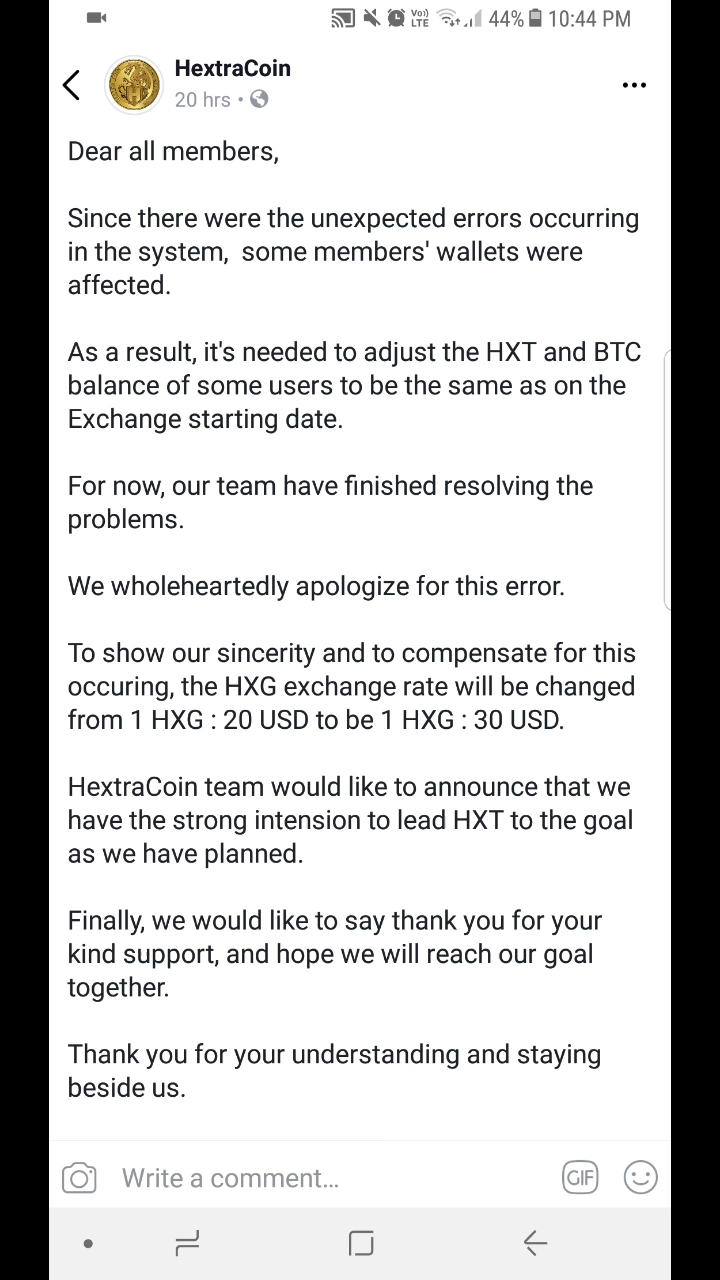 Vo)) LTE 44% 10:44 PM
HextraCoin
20 hrs •
Dear all members,
Since there were the unexpected errors occurring
in the system,  some members' wallets were
affected.
As a result, it's needed to adjust the HXT and BTC
balance of some users to be the same as on the
Exchange starting date.
For now, our team have finished resolving the
problems.
We wholeheartedly apologize for this error.
To show our sincerity and to compensate for this
occuring, the HXG exchange rate will be changed
from 1 HXG : 20 USD to be 1 HXG : 30 USD.
HextraCoin team would like to announce that we
have the strong intension to lead HXT to the goal
as we have planned.
Finally, we would like to say thank you for your
kind support, and hope we will reach our goal
together.
Thank you for your understanding and staying
beside us.
Write a comment...
GIF